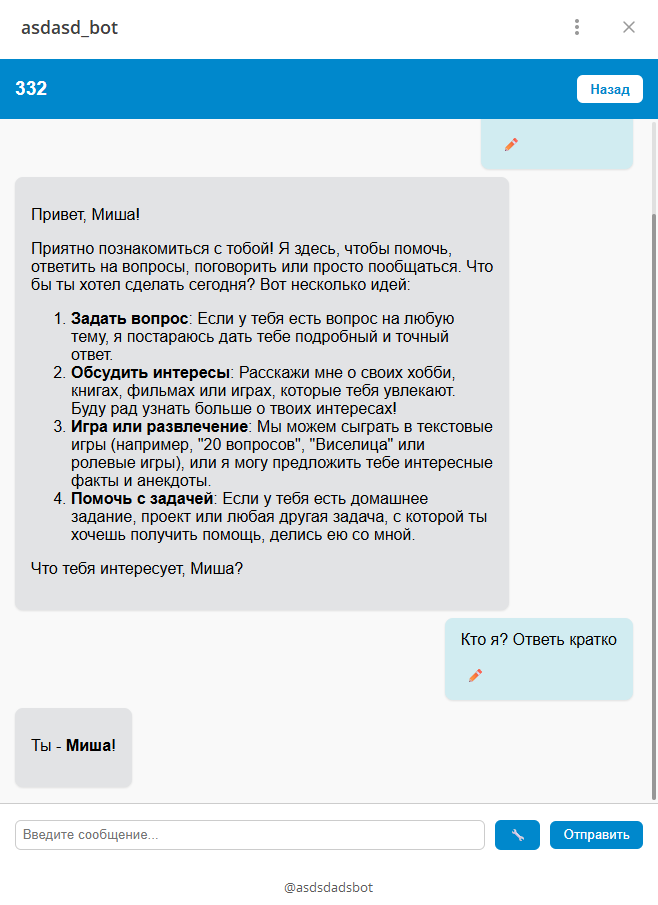 asdasd_bot
332
Назад
Привет, Миша!
Приятно познакомиться с тобой! Я здесь, чтобы помочь,
ответить на вопросы, поговорить или просто пообщаться. Что
бы ты хотел сделать сегодня? Вот несколько идей:
1. Задать вопрос: Если у тебя есть вопрос на любую
тему, я постараюсь дать тебе подробный и точный
ответ.
2. Обсудить интересы: Расскажи мне о своих хобби,
книгах, фильмах или играх, которые тебя увлекают.
Буду рад узнать больше о твоих интересах!
3. Игра или развлечение: Мы можем сыграть в текстовые
игры (например, "20 вопросов", "Виселица" или
ролевые игры), или я могу предложить тебе интересные
факты и анекдоты.
4. Помочь с задачей: Если у тебя есть домашнее
задание, проект или любая другая задача, с которой ты
хочешь получить помощь, делись ею со мной.
Что тебя интересует, Миша?
Кто я? Ответь кратко
Ты - Миша!
Введите сообщение...
Отправить
@asdsdadsbot